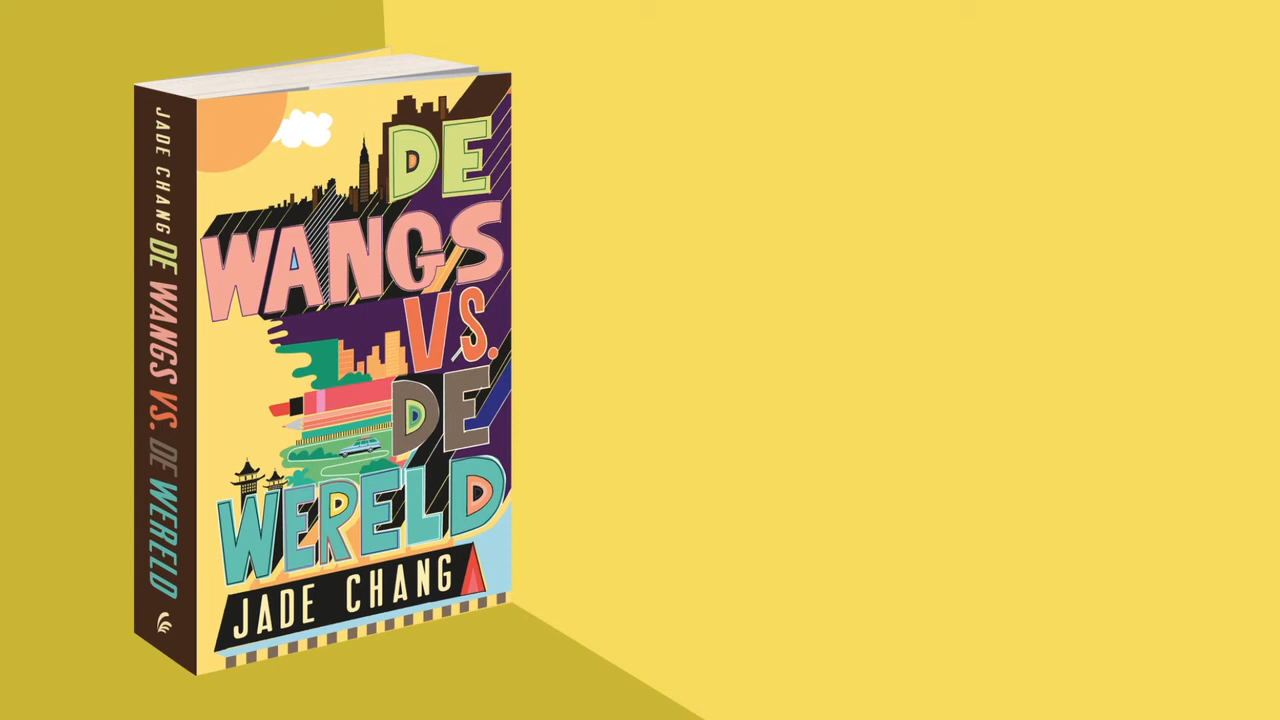 JADE CHANG DE WANGS VS. DE WERELD
DE
WANGS
VS.
DE
WERELD
JADE CHANG